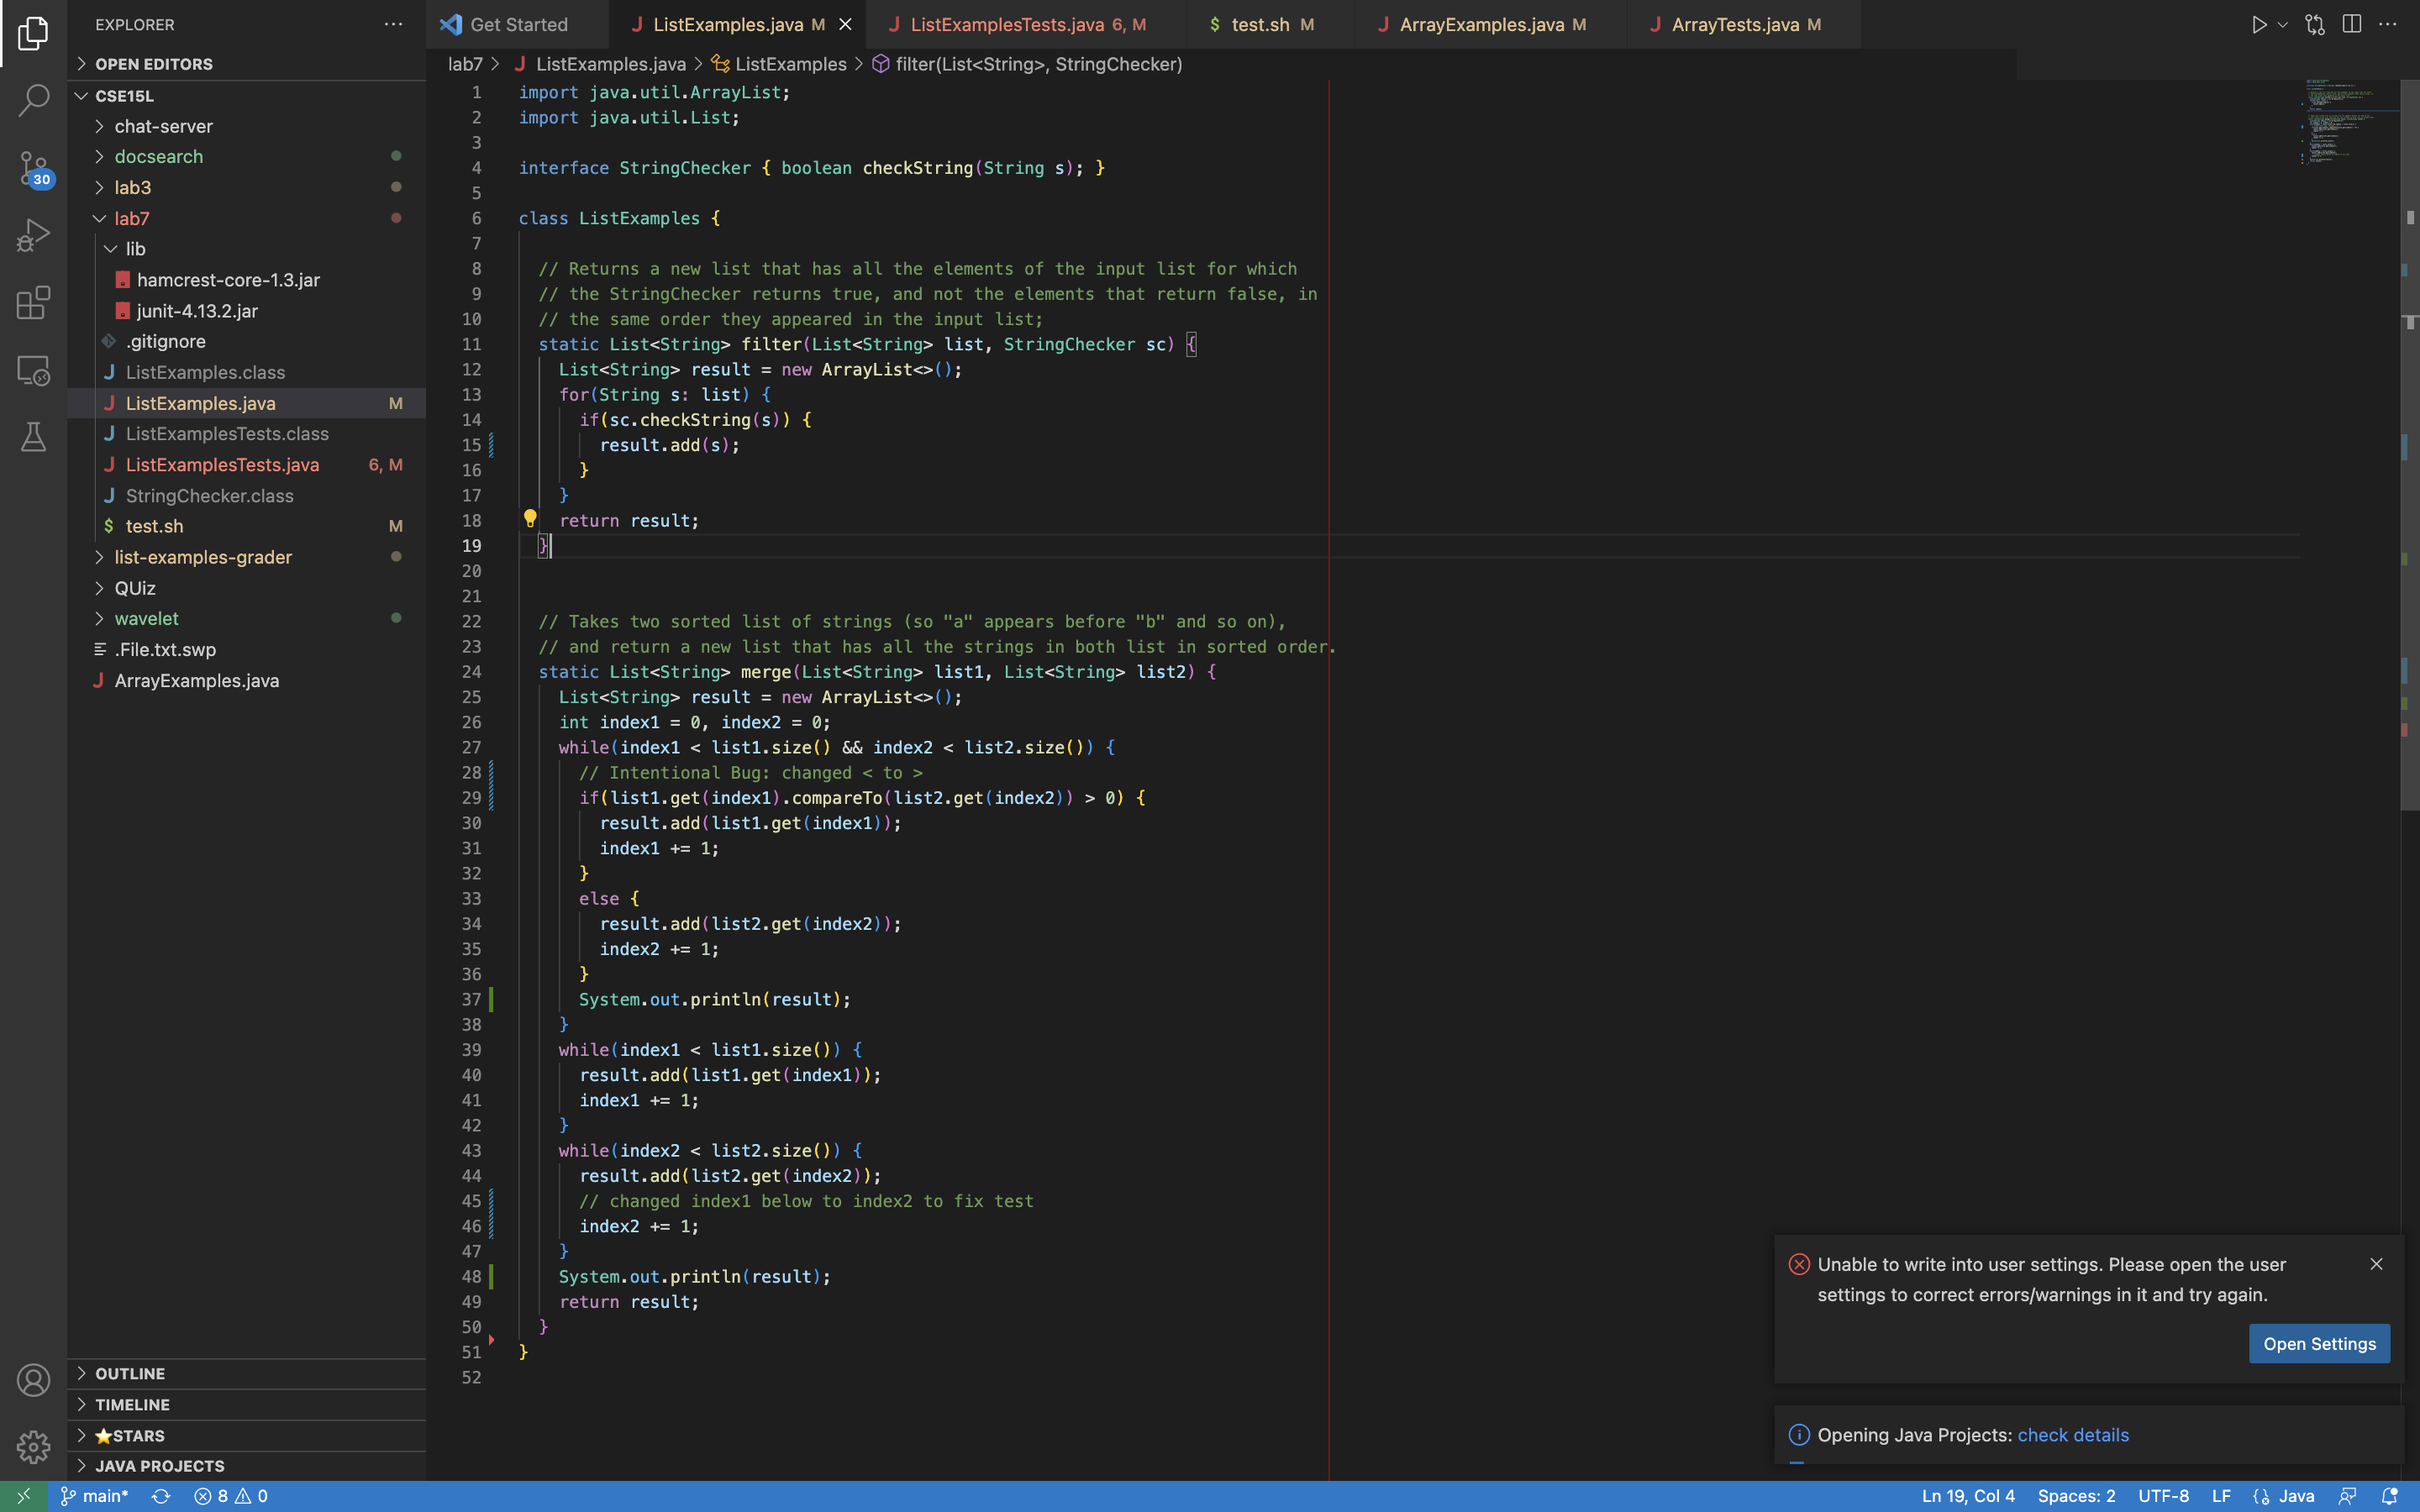 EXPLORER
OPEN EDITORS
CSE15L
chat-server
docsearch
lab3
lab7
lib
hamcrest-core-1.3.jar
junit-4.13.2.jar
.gitignore
ListExamples.class
ListExamples.java M
ListExamplesTests.class
ListExamplesTests.java 6, M
StringChecker.class
$ test.sh M
list-examples-grader
QUiz
wavelet
.File.txt.swp
ArrayExamples.java
OUTLINE
TIMELINE
⭐STARS
JAVA PROJECTS
30
Get Started
ListExamples.java M
ListExamplesTests.java 6, M
$ test.sh M
ArrayExamples.java M
ArrayTests.java M
lab7 > ListExamples.java > ListExamples > filter(List<String>, StringChecker)
1 import java.util.ArrayList;
2 import java.util.List;
3
4 interface StringChecker { boolean checkString(String s); }
5
6 class ListExamples {
7
8 // Returns a new list that has all the elements of the input list for which
9 // the StringChecker returns true, and not the elements that return false, in
10 // the same order they appeared in the input list;
11 static List<String> filter(List<String> list, StringChecker sc) {
12 List<String> result = new ArrayList<>();
13 for(String s: list) {
14 if(sc.checkString(s)) {
15 result.add(s);
16 }
17 }
18 return result;
19 }
20
21
22 // Takes two sorted list of strings (so "a" appears before "b" and so on),
23 // and return a new list that has all the strings in both list in sorted order.
24 static List<String> merge(List<String> list1, List<String> list2) {
25 List<String> result = new ArrayList<>();
26 int index1 = 0, index2 = 0;
27 while(index1 < list1.size() && index2 < list2.size()) {
28 // Intentional Bug: changed < to >
29 if(list1.get(index1).compareTo(list2.get(index2)) > 0) {
30 result.add(list1.get(index1));
31 index1 += 1;
32 }
33 else {
34 result.add(list2.get(index2));
35 index2 += 1;
36 }
37 System.out.println(result);
38 }
39 while(index1 < list1.size()) {
40 result.add(list1.get(index1));
41 index1 += 1;
42 }
43 while(index2 < list2.size()) {
44 result.add(list2.get(index2));
45 // changed index1 below to index2 to fix test
46 index2 += 1;
47 }
48 System.out.println(result);
49 return result;
50 }
51 }
52
Unable to write into user settings. Please open the user
settings to correct errors/warnings in it and try again.
Open Settings
Opening Java Projects: check details
main* 8 0
Ln 19, Col 4 Spaces: 2 UTF-8 LF {} Java